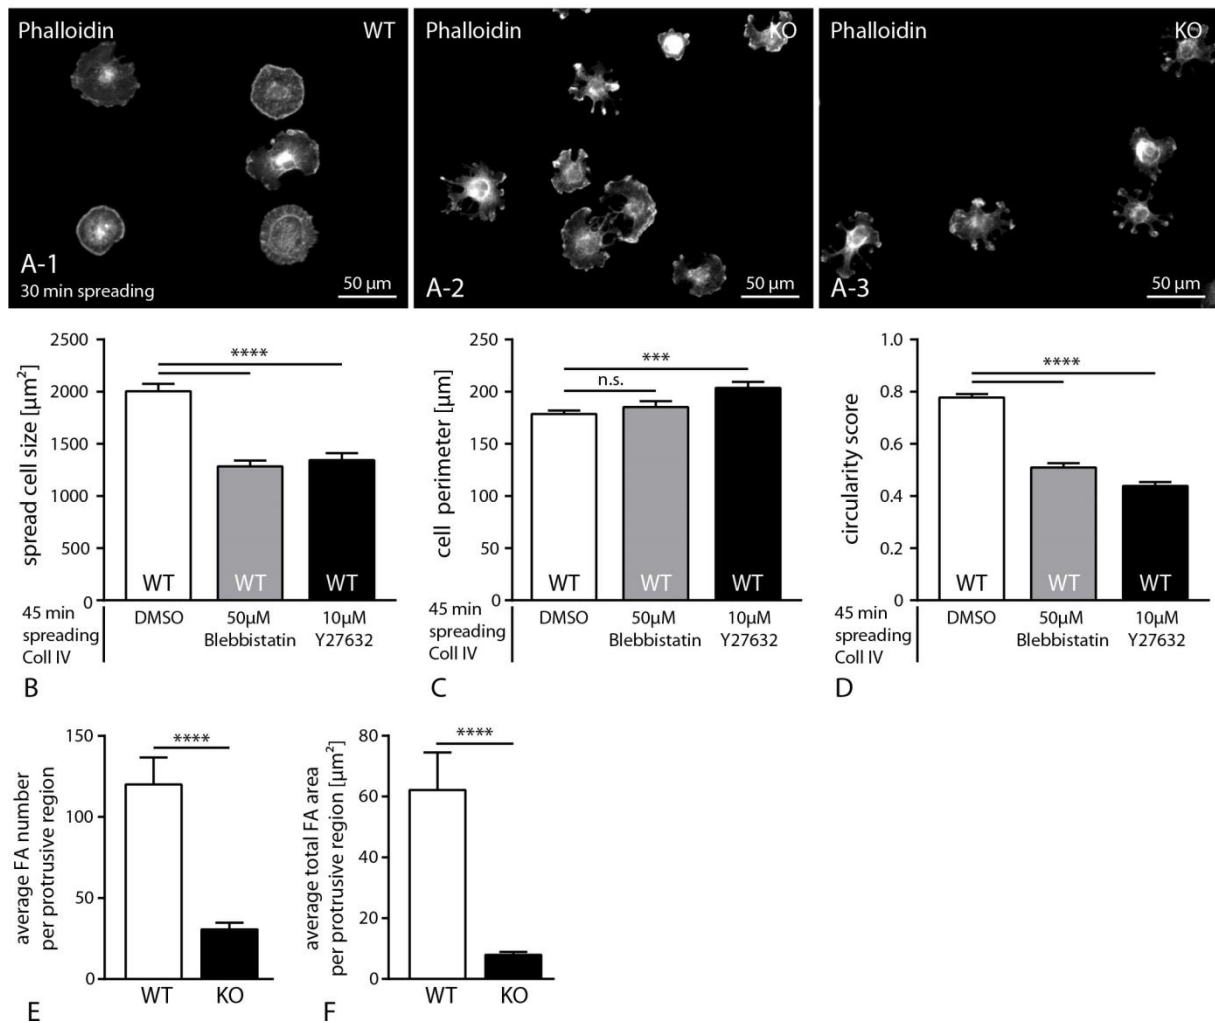 Phalloidin WT
A-1
30 min spreading
50 µm
Phalloidin KO
A-2
50 µm
Phalloidin KO
A-3
50 µm
spread cell size [µm²]
2500
2000
1500
1000
500
0
****
WT
WT
WT
45 min
spreading
Coll IV
DMSO
50µM
Blebbistatin
10µM
Y27632
B
cell perimeter [µm]
250
200
150
100
50
0
***
n.s.
WT
WT
WT
45 min
spreading
Coll IV
DMSO
50µM
Blebbistatin
10µM
Y27632
C
circularity score
1.0
0.8
0.6
0.4
0.2
0.0
****
WT
WT
WT
45 min
spreading
Coll IV
DMSO
50µM
Blebbistatin
10µM
Y27632
D
average FA number
per protrusive region
150
100
50
0
****
WT
KO
E
average total FA area
per protrusive region [µm²]
80
60
40
20
0
****
WT
KO
F